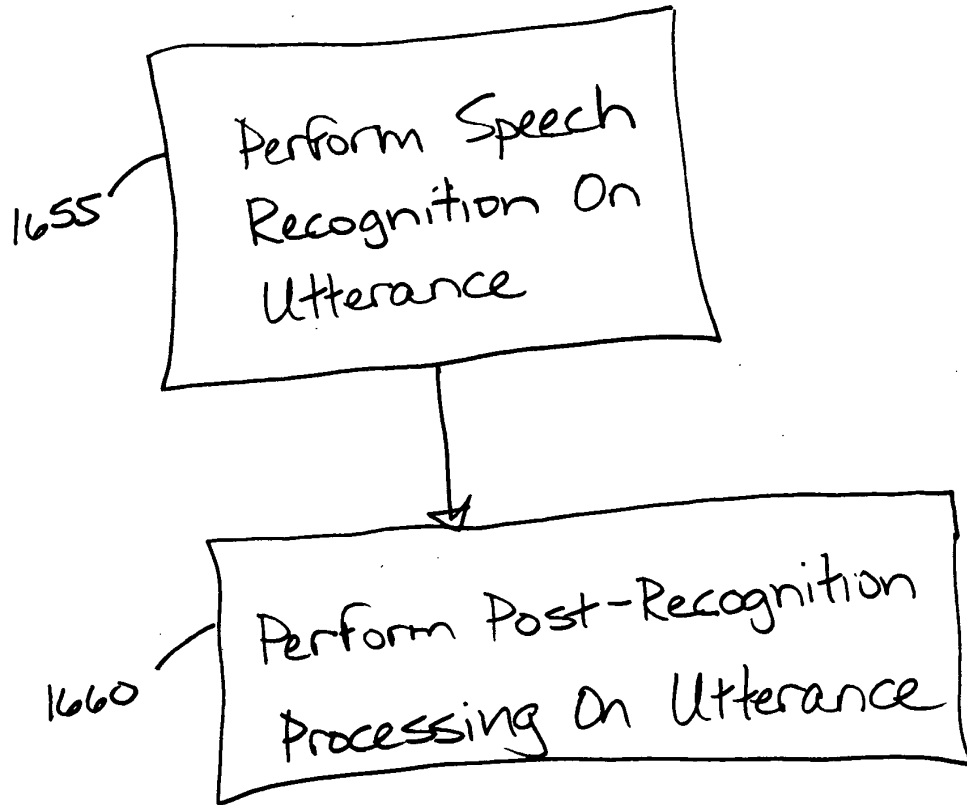 Perform Speech
Recognition On
Utterance
1655
Perform Post-Recognition
Processing On Utterance
1660